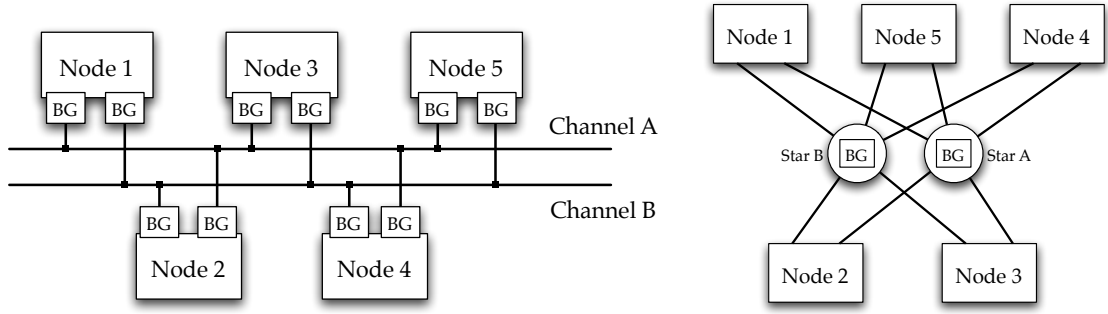 Node 1
Node 3
Node 5
BG BG
BG BG
BG BG
Channel A
Channel B
BG BG
BG BG
Node 2
Node 4
Node 1
Node 5
Node 4
Star B
BG
BG
Star A
Node 2
Node 3